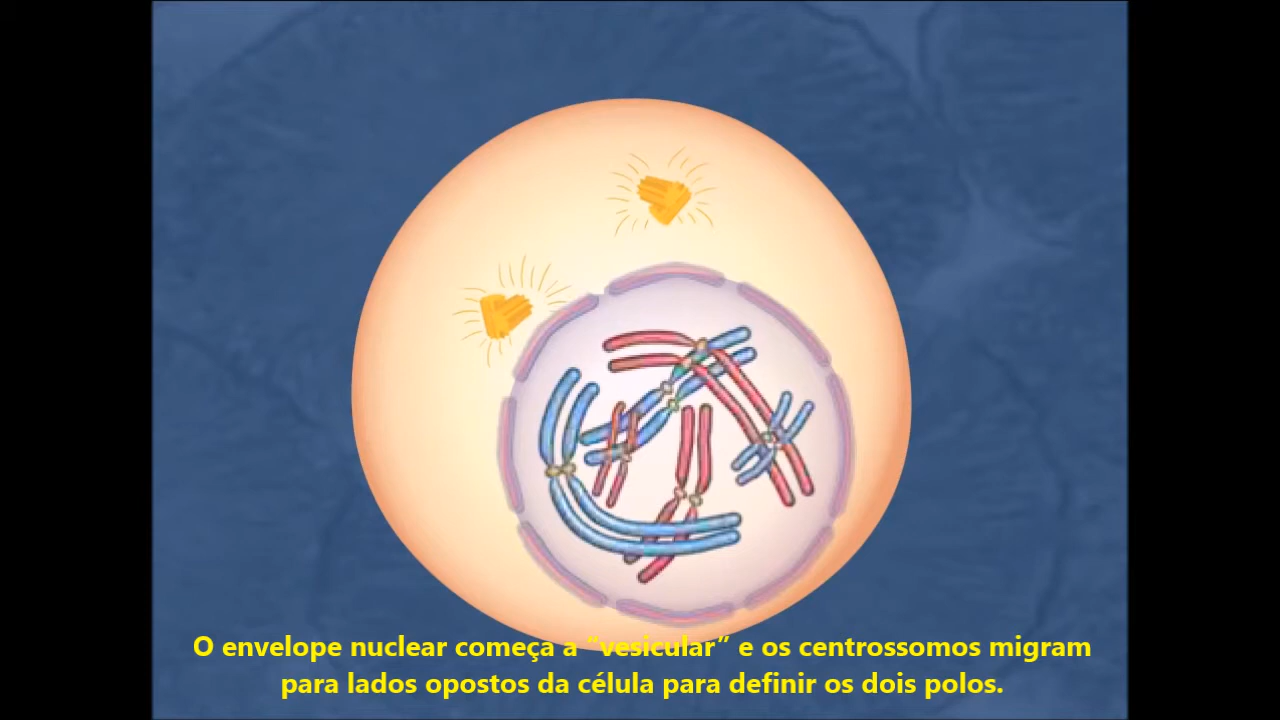 O envelope nuclear começa a “vesicular” e os centrossomos migram
para lados opostos da célula para definir os dois polos.